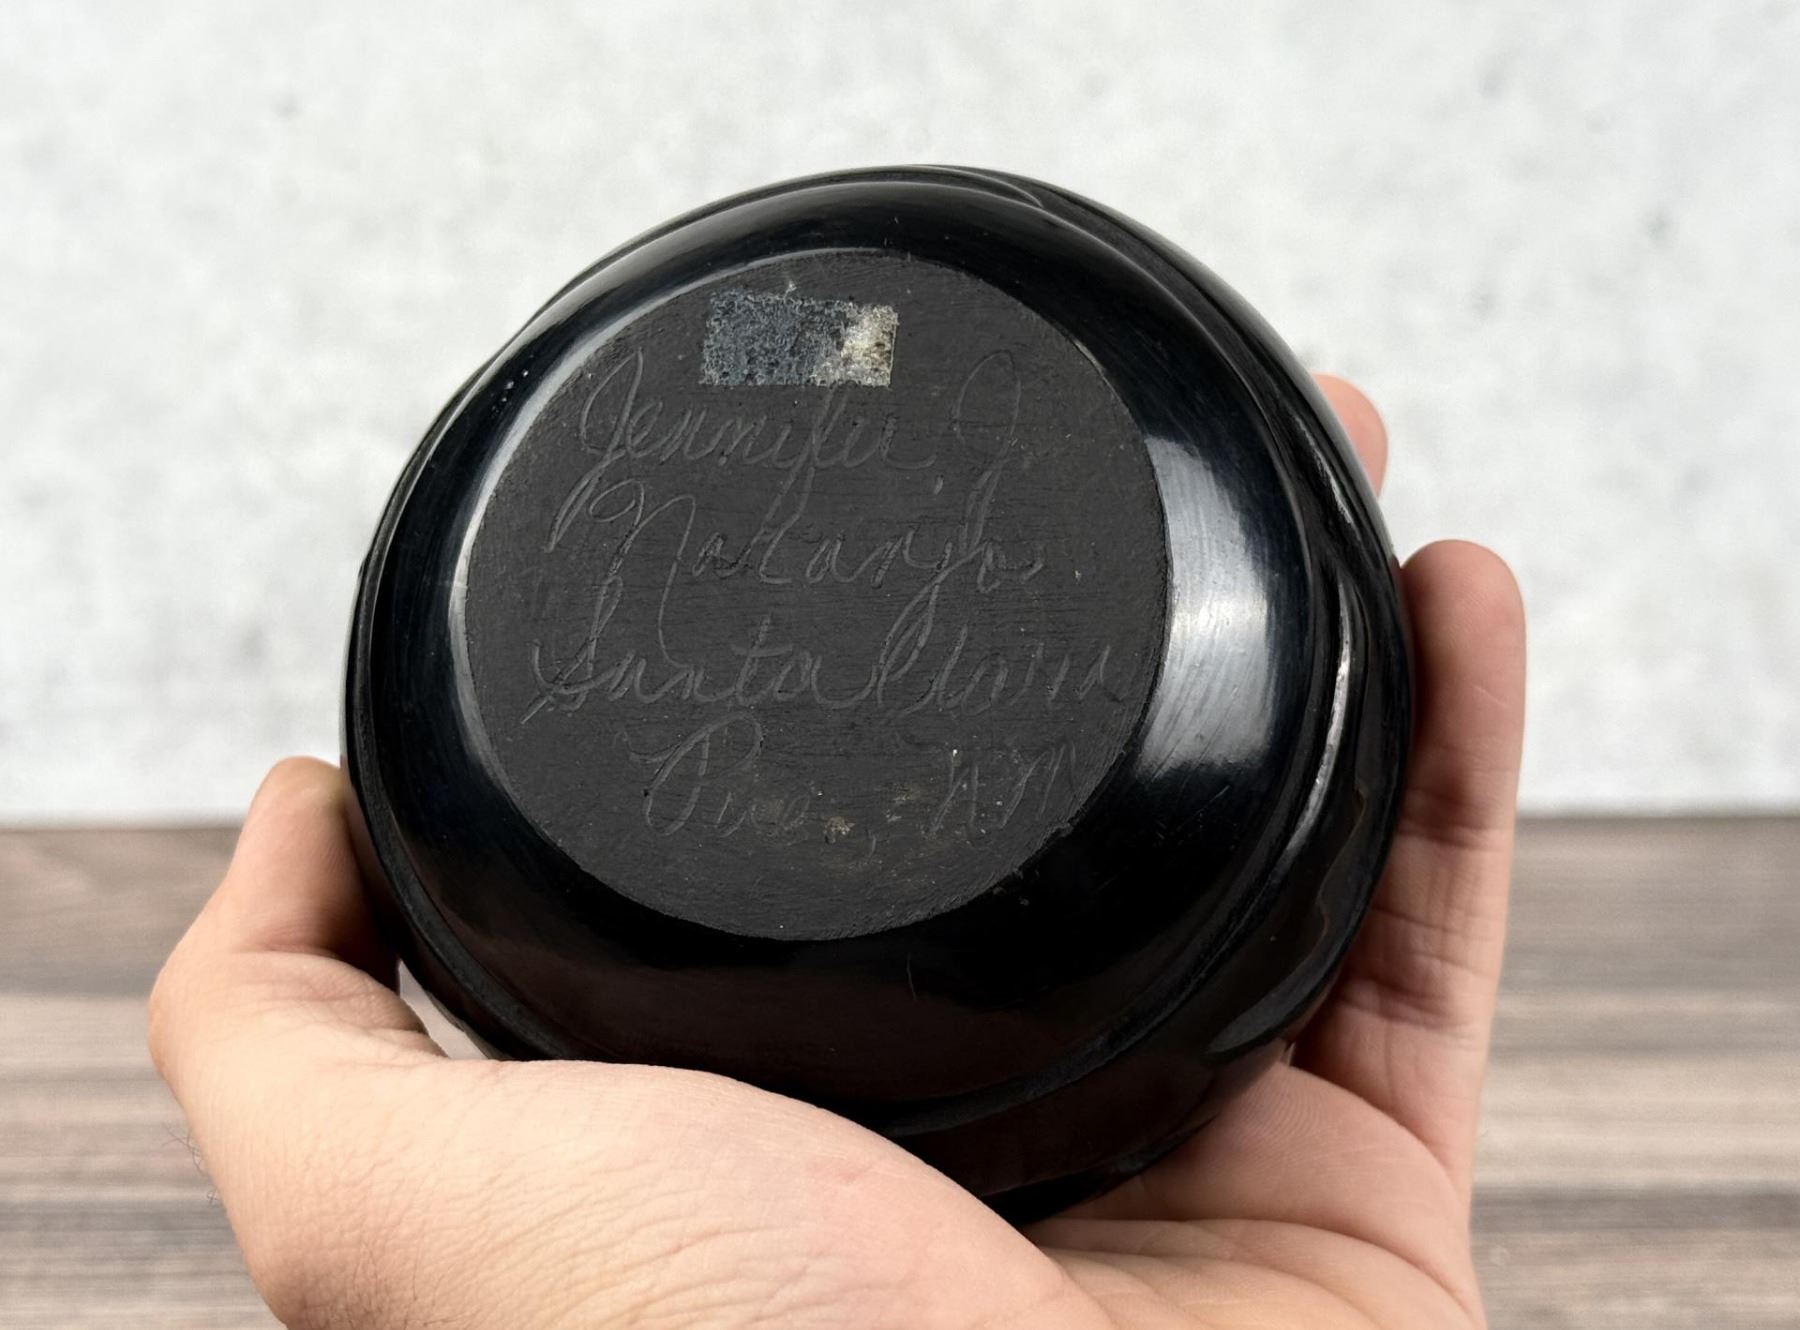 Jennifer J.
Naranjo
Santa Clara
Pue., NM